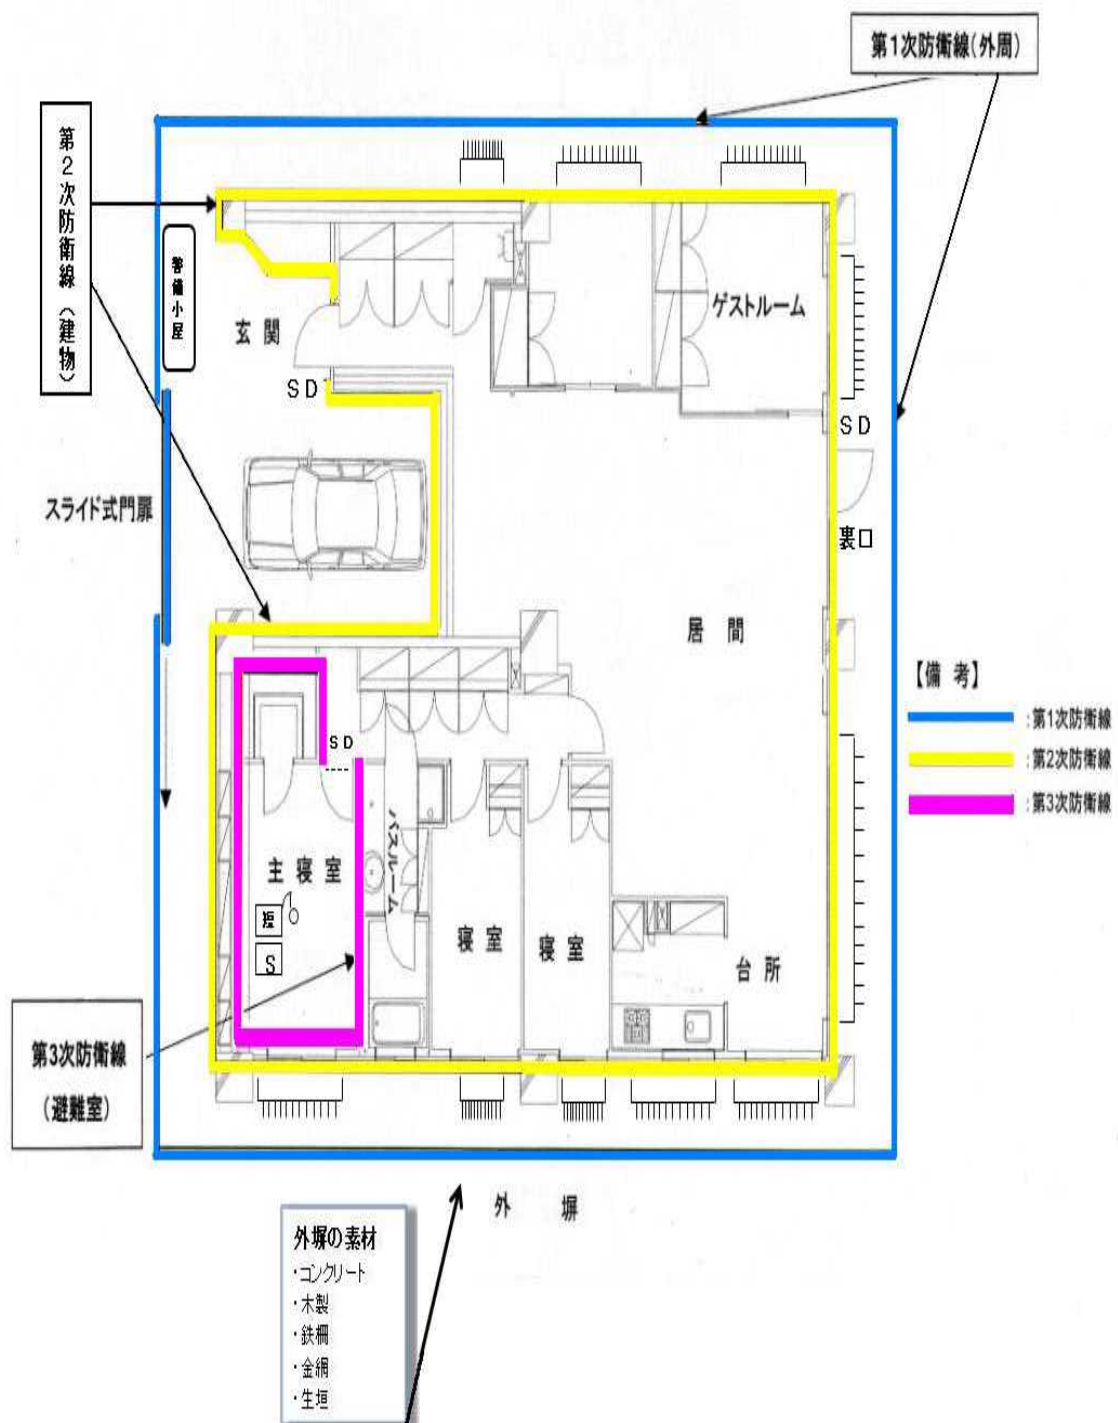 第1次防衛線(外周)
第2次防衛線（建物）
警備小屋
玄関
ゲストルーム
SD
SD
スライド式門扉
裏口
居間
【備考】
：第1次防衛線
：第2次防衛線
：第3次防衛線
SD
バスルーム
主寝室
短
S
寝室
寝室
台所
第3次防衛線
(避難室)
外塀
外塀の素材
・コンクリート
・木製
・鉄柵
・金網
・生垣